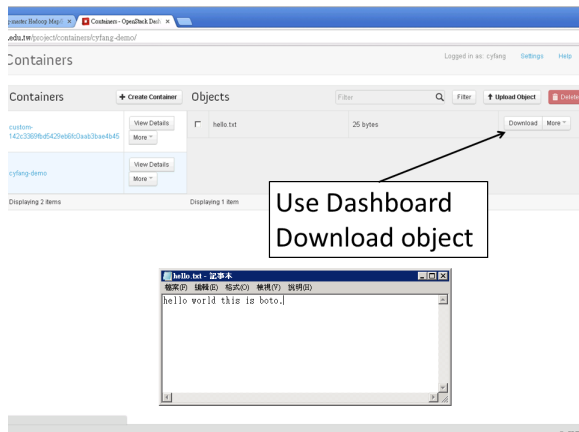 Containers - OpenStack Dash ×
.edu.tw/project/containers/cyfang-demo/
Containers
Logged in as: cyfang Settings Help
Containers
+ Create Container
Objects
Filter
Filter
Upload Object
Delete
custom-
View Details
More
hello.txt
25 bytes
Download
More
cyfang-demo
View Details
More
Displaying 2 items
Displaying 1 item
Use Dashboard
Download object
hello.txt - 記事本
檔案(F) 編輯(E) 格式(O) 檢視(V) 說明(H)
hello world this is boto.